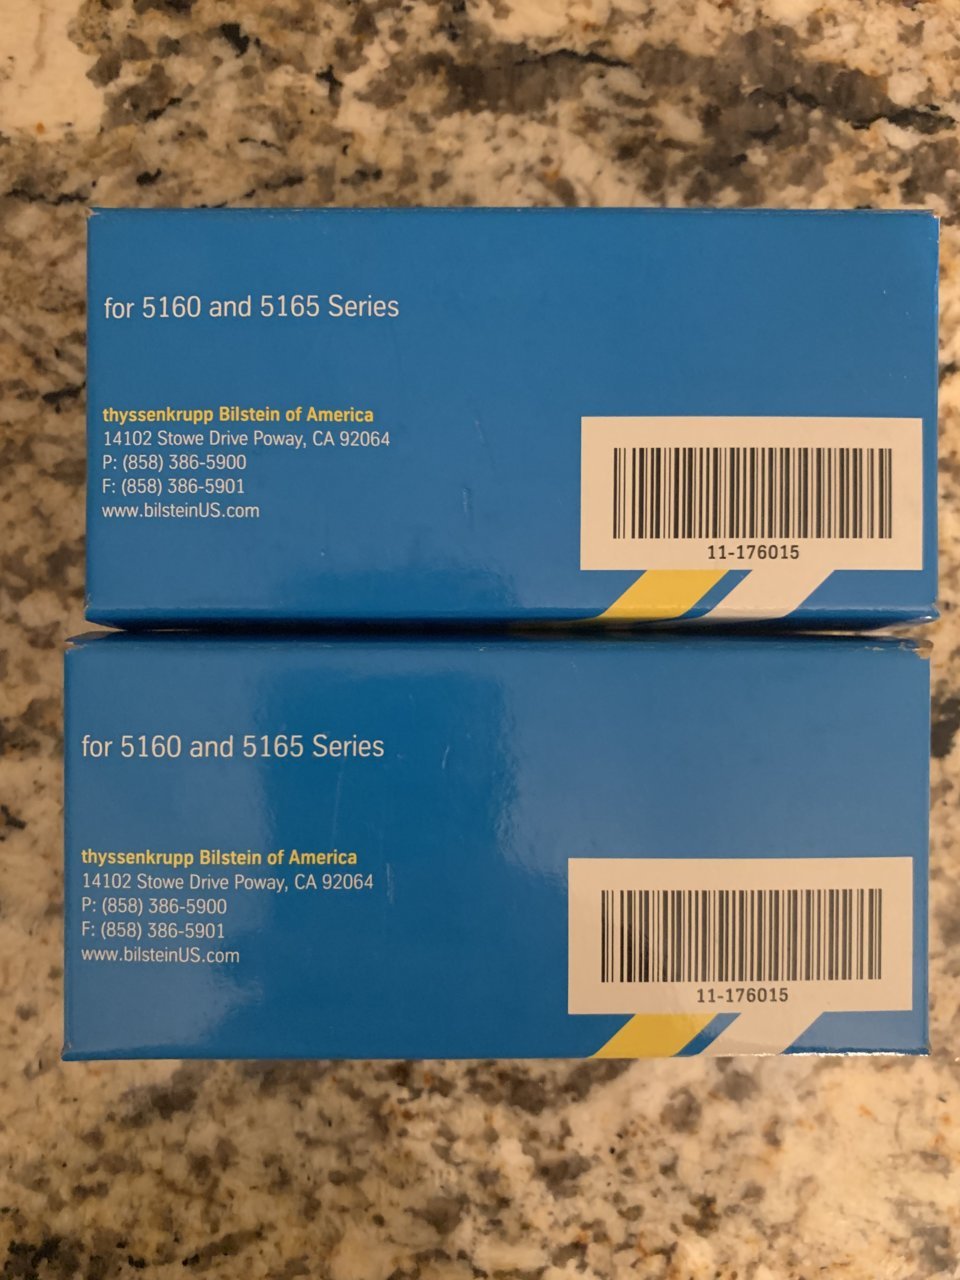 for 5160 and 5165 Series
thyssenkrupp Bilstein of America
14102 Stowe Drive Poway, CA 92064
P: (858) 386-5900
F: (858) 386-5901
www.bilsteinUS.com
11-176015
for 5160 and 5165 Series
thyssenkrupp Bilstein of America
14102 Stowe Drive Poway, CA 92064
P: (858) 386-5900
F: (858) 386-5901
www.bilsteinUS.com
11-176015